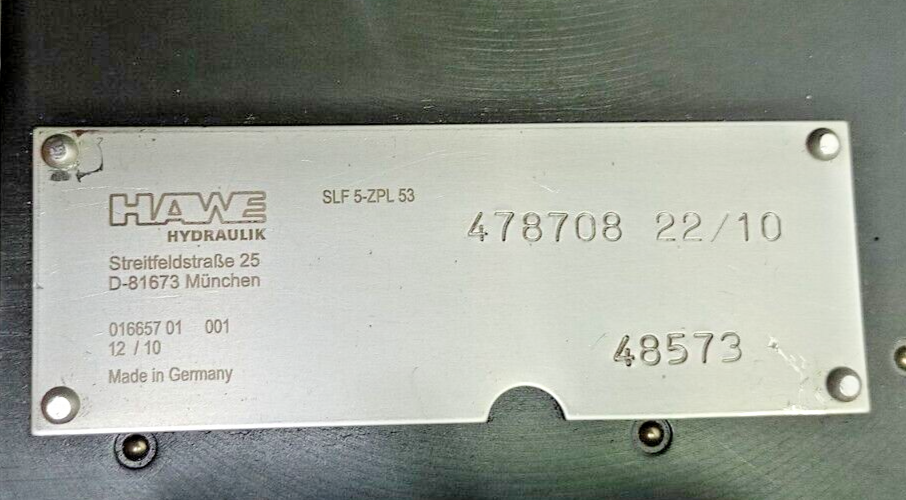 HAWE
HYDRAULIK
Streitfeldstraße 25
D-81673 München
016657 01 001
12 / 10
Made in Germany
SLF 5-ZPL 53
478708 22/10
48573